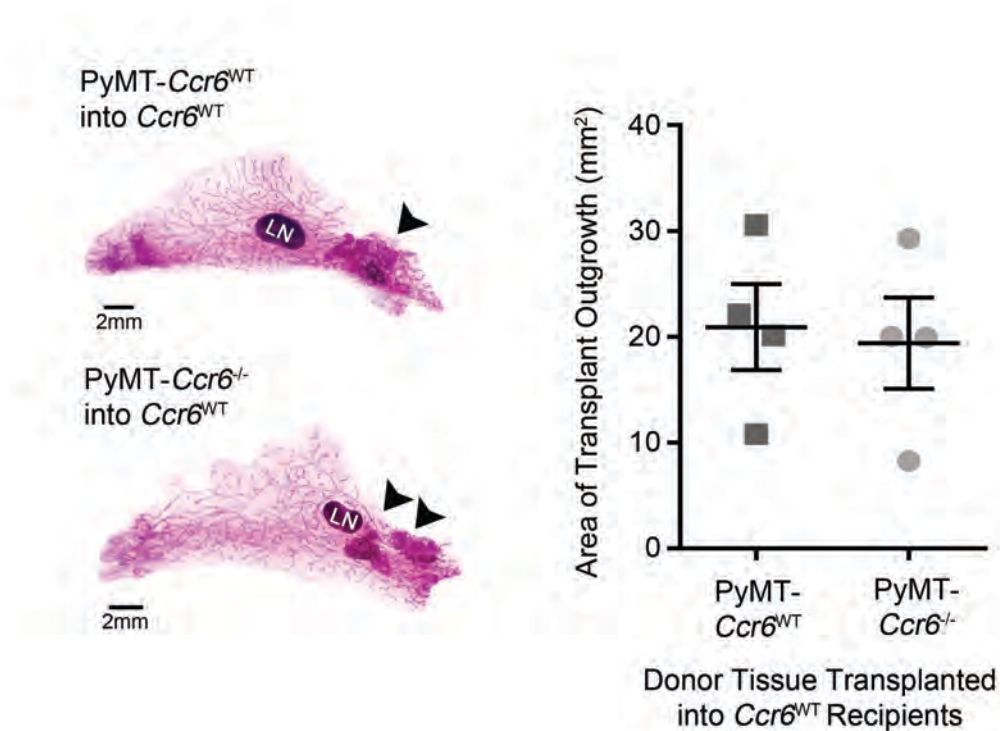 PyMT-Ccr6WT
into Ccr6WT
LN
2mm
PyMT-Ccr6-/-
into Ccr6WT
LN
2mm
Area of Transplant Outgrowth (mm2)
40
30
20
10
0
PyMT-
Ccr6WT
PyMT-
Ccr6-/-
Donor Tissue Transplanted
into Ccr6WT Recipients